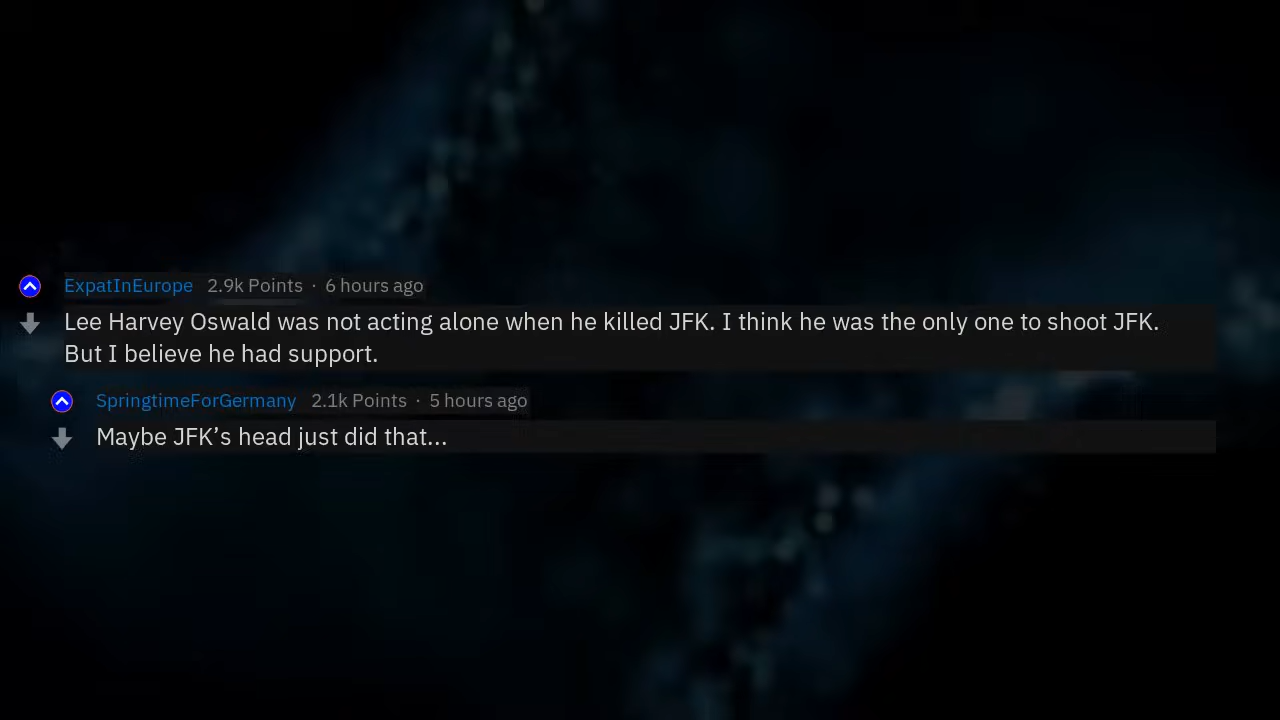 ExpatInEurope 2.9k Points · 6 hours ago
Lee Harvey Oswald was not acting alone when he killed JFK. I think he was the only one to shoot JFK.
But I believe he had support.
SpringtimeForGermany 2.1k Points · 5 hours ago
Maybe JFK’s head just did that...